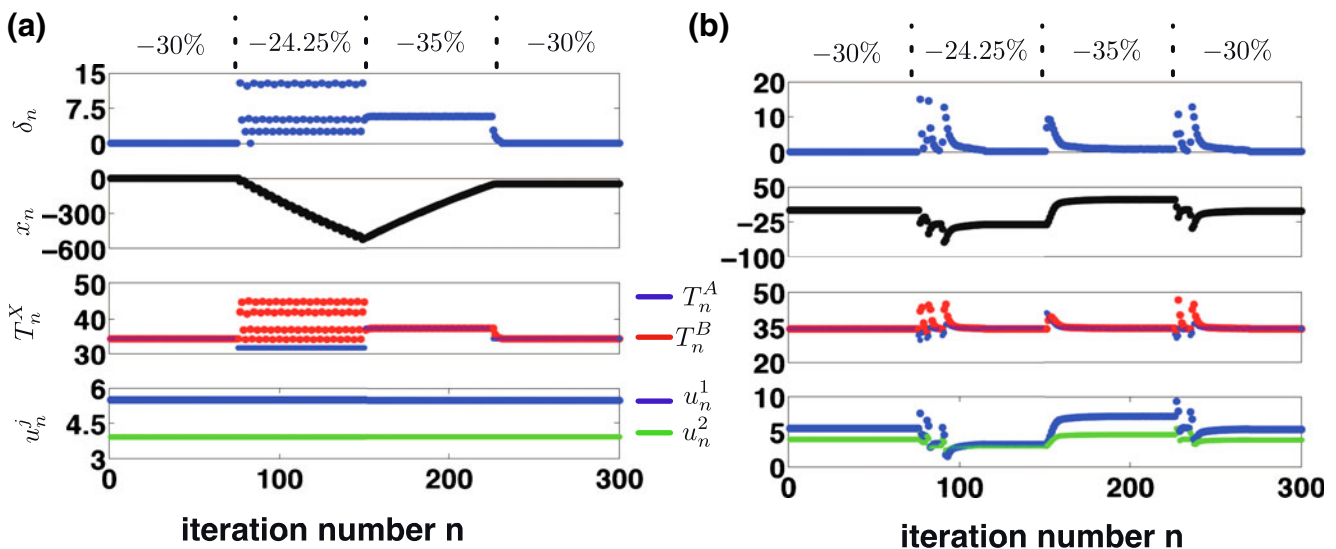 (a)
−30% −24.25% −35% −30%
15
7.5
0
δₙ
0
−300
−600
xₙ
50
40
30
Tₙᵡ
Tₙᴬ
Tₙᴮ
6
4.5
3
uₙʲ
uₙ¹
uₙ²
100 200 300
iteration number n
(b)
−30% −24.25% −35% −30%
20
10
0
50
−25
−100
50
35
20
10
5
0
0 100 200 300
iteration number n